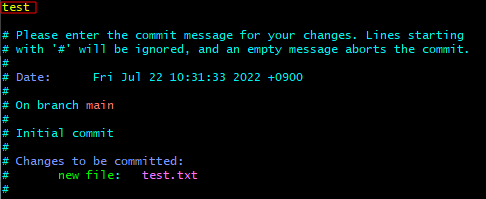 test
# Please enter the commit message for your changes. Lines starting
# with '#' will be ignored, and an empty message aborts the commit.
#
# Date:      Fri Jul 22 10:31:33 2022 +0900
#
# On branch main
#
# Initial commit
#
# Changes to be committed:
#       new file:   test.txt
#